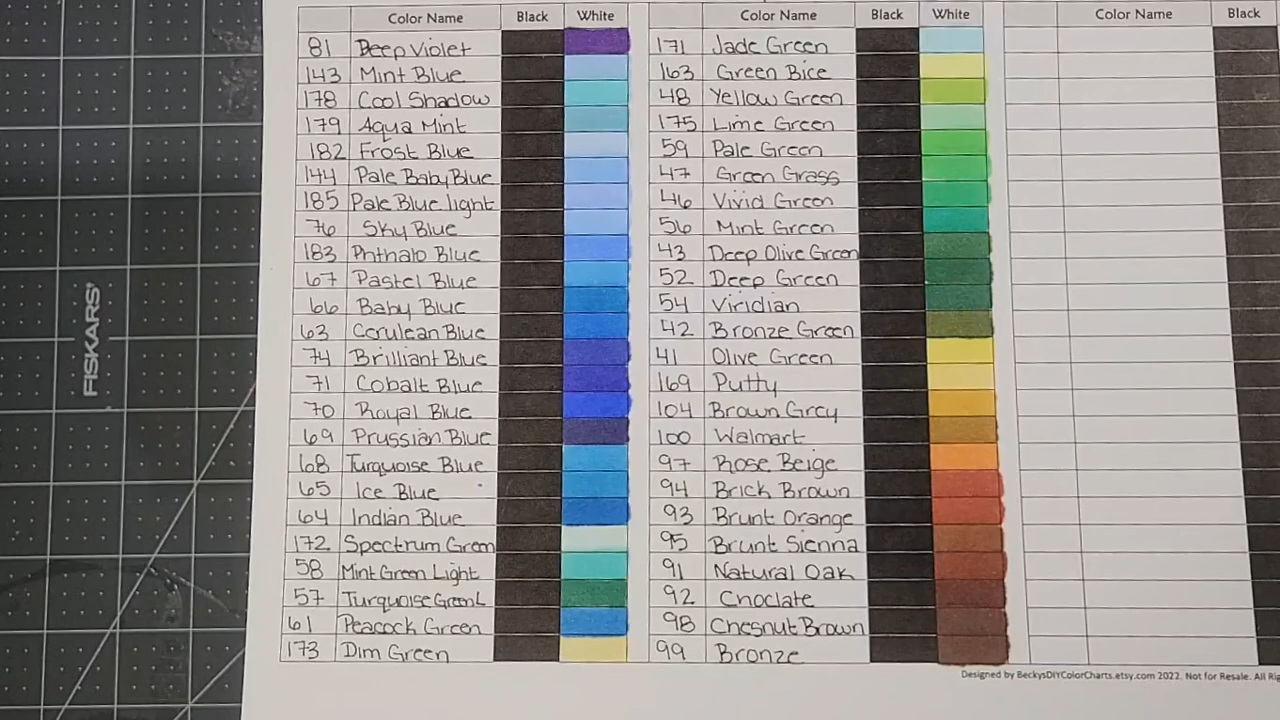 Color Name Black White Color Name Black White Color Name Black
81 Deep Violet 171 Jade Green
143 Mint Blue 163 Green Bice
178 Cool Shadow 48 Yellow Green
179 Aqua Mint 175 Lime Green
182 Frost Blue 59 Pale Green
144 Pale Baby Blue 47 Green Grass
185 Pale Blue light 46 Vivid Green
76 Sky Blue 56 Mint Green
183 Phthalo Blue 43 Deep Olive Green
67 Pastel Blue 52 Deep Green
66 Baby Blue 54 Viridian
63 Cerulean Blue 42 Bronze Green
74 Brilliant Blue 41 Olive Green
71 Cobalt Blue 169 Putty
70 Royal Blue 104 Brown Grey
69 Prussian Blue 100 Walmart
68 Turquoise Blue 97 Rose Beige
65 Ice Blue 94 Brick Brown
64 Indian Blue 93 Brunt Orange
172 Spectrum Green 95 Brunt Sienna
58 Mint Green Light 91 Natural Oak
57 Turquoise Green L 92 Choclate
61 Peacock Green 98 Chesnut Brown
173 Dim Green 99 Bronze
Designed by BeckysDIYColorCharts.etsy.com 2022. Not for Resale. All
FISKARS